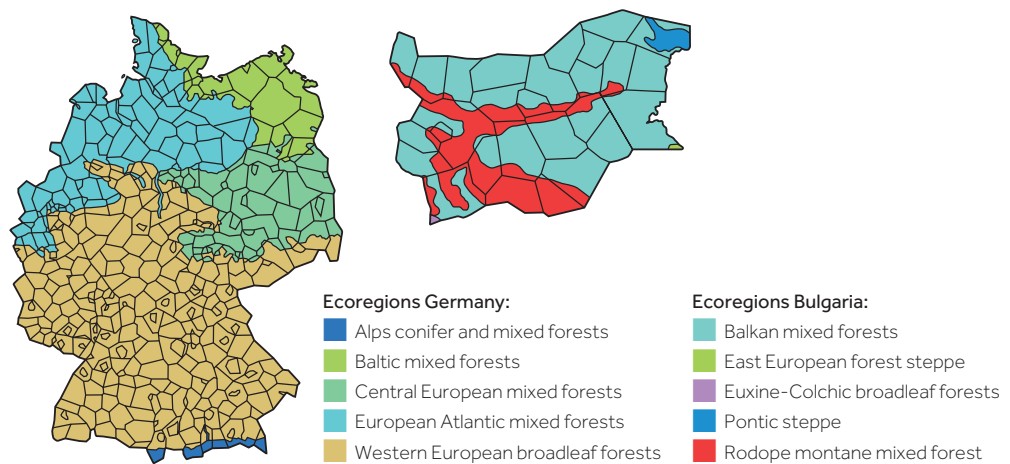 Ecoregions Germany:
Alps conifer and mixed forests
Baltic mixed forests
Central European mixed forests
European Atlantic mixed forests
Western European broadleaf forests
Ecoregions Bulgaria:
Balkan mixed forests
East European forest steppe
Euxine-Colchic broadleaf forests
Pontic steppe
Rodope montane mixed forest